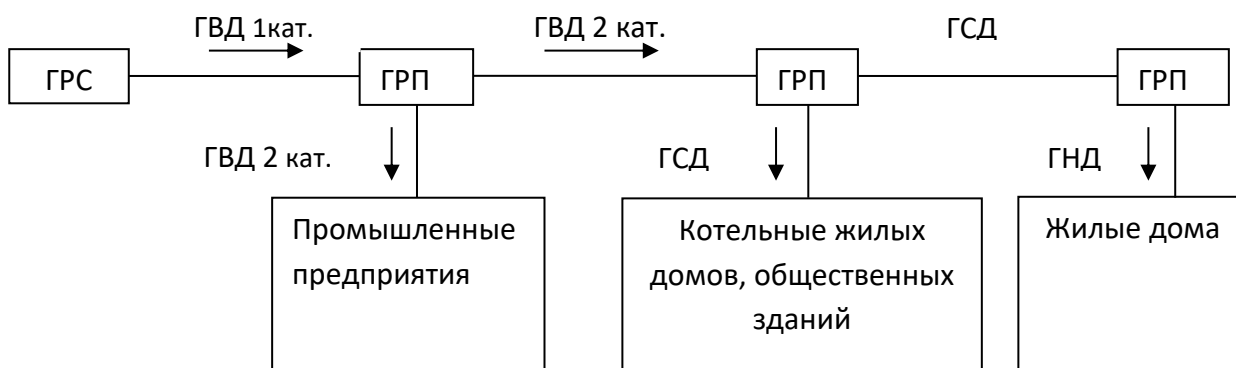 ГВД 1кат.
ГВД 2 кат.
ГСД
ГРС
ГРП
ГРП
ГРП
ГВД 2 кат.
ГСД
ГНД
Промышленные
предприятия
Котельные жилых
домов, общественных
зданий
Жилые дома